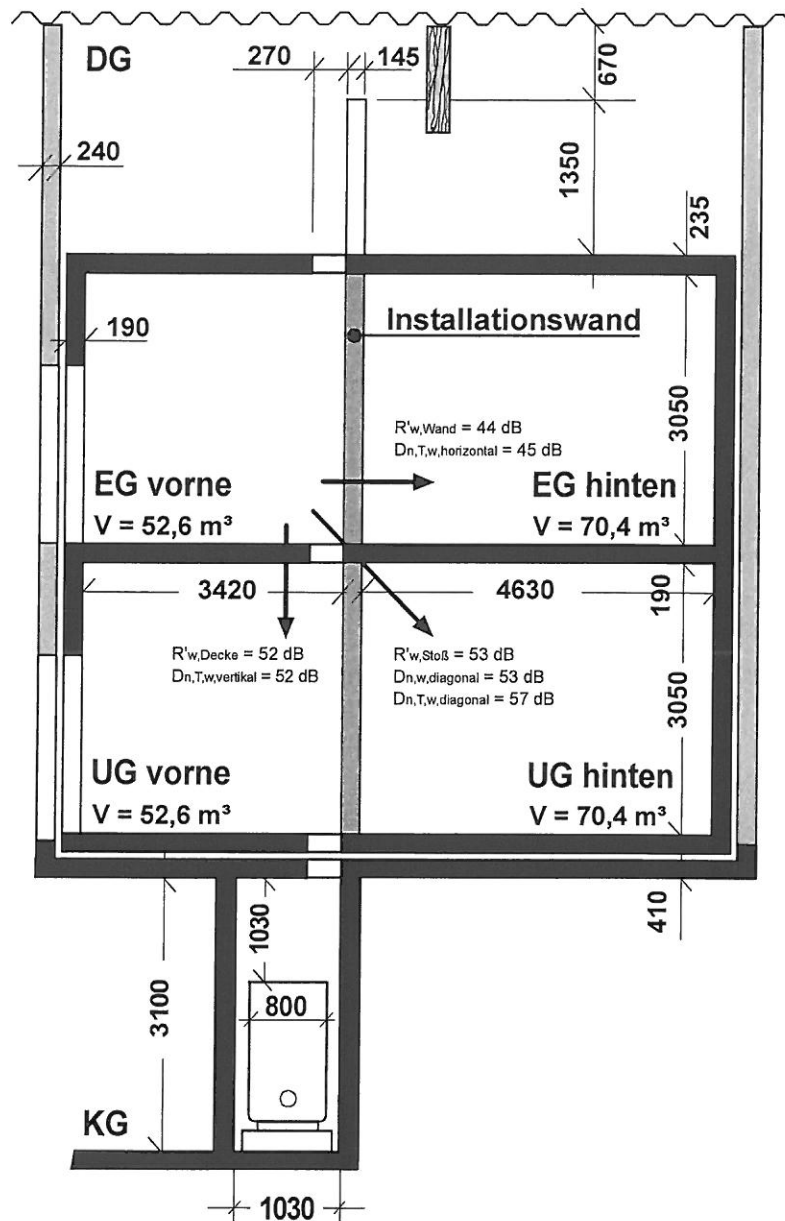 DG
270
145
670
240
1350
235
190
Installationswand
3050
R'w,Wand = 44 dB
Dn,T,w,horizontal = 45 dB
EG vorne
V = 52,6 m³
EG hinten
V = 70,4 m³
3420
4630
190
R'w,Decke = 52 dB
Dn,T,w,vertikal = 52 dB
R'w,Stoß = 53 dB
Dn,w,diagonal = 53 dB
Dn,T,w,diagonal = 57 dB
3050
UG vorne
V = 52,6 m³
UG hinten
V = 70,4 m³
410
1030
3100
800
KG
1030